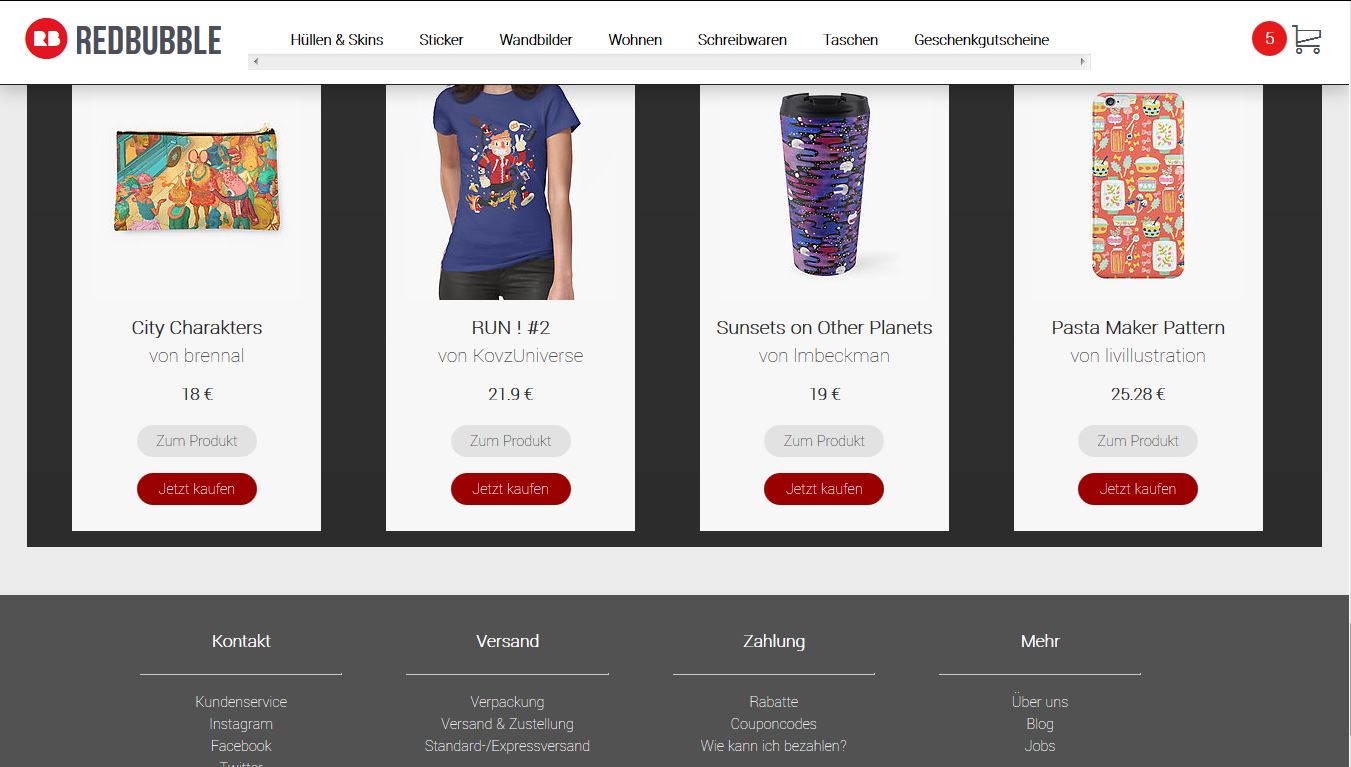 RB REDBUBBLE
Hüllen & Skins Sticker Wandbilder Wohnen Schreibwaren Taschen Geschenkgutscheine
5
City Charakters
von brennal
18 €
Zum Produkt
Jetzt kaufen
RUN ! #2
von KovzUniverse
21.9 €
Zum Produkt
Jetzt kaufen
Sunsets on Other Planets
von lmbeckman
19 €
Zum Produkt
Jetzt kaufen
Pasta Maker Pattern
von livillustration
25.28 €
Zum Produkt
Jetzt kaufen
Kontakt
Kundenservice
Instagram
Facebook
Twitter
Versand
Verpackung
Versand & Zustellung
Standard-/Expressversand
Zahlung
Rabatte
Couponcodes
Wie kann ich bezahlen?
Mehr
Über uns
Blog
Jobs